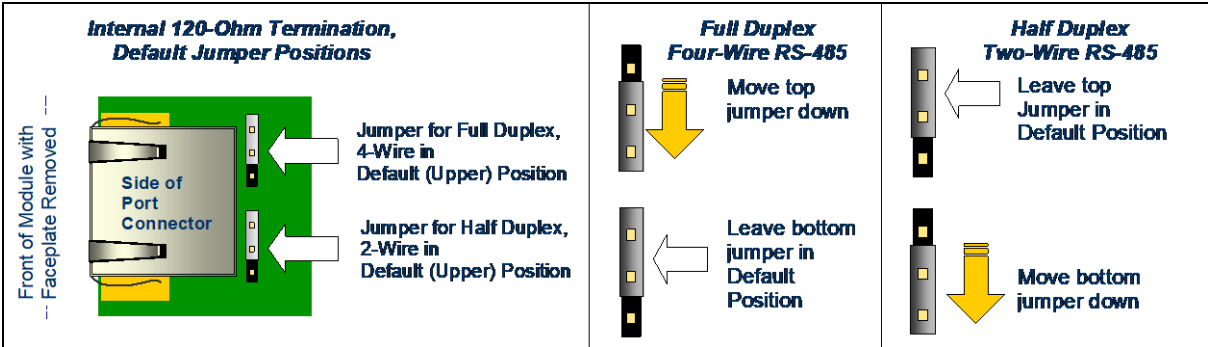 Internal 120-Ohm Termination,
Default Jumper Positions
--- Front of Module with ---
--- Faceplate Removed ---
Side of
Port
Connector
Jumper for Full Duplex,
4-Wire in
Default (Upper) Position
Jumper for Half Duplex,
2-Wire in
Default (Upper) Position
Full Duplex
Four-Wire RS-485
Move top
jumper down
Leave bottom
jumper in
Default
Position
Half Duplex
Two-Wire RS-485
Leave top
Jumper in
Default Position
Move bottom
jumper down